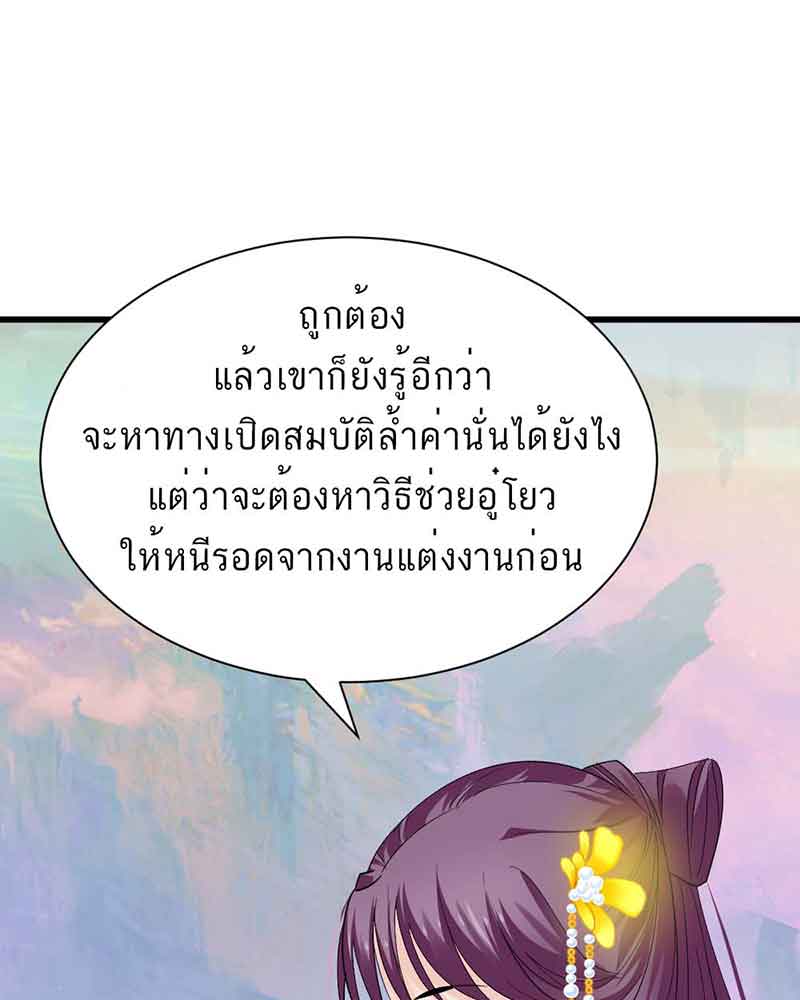 ถูกต้อง
แล้วเขาก็ยังรู้อีกว่า
จะหาทางเปิดสมบัติล้ำค่านั่นได้ยังไง
แต่ว่าจะต้องหาวิธีช่วยอู๋โยว
ให้หนีรอดจากงานแต่งงานก่อน